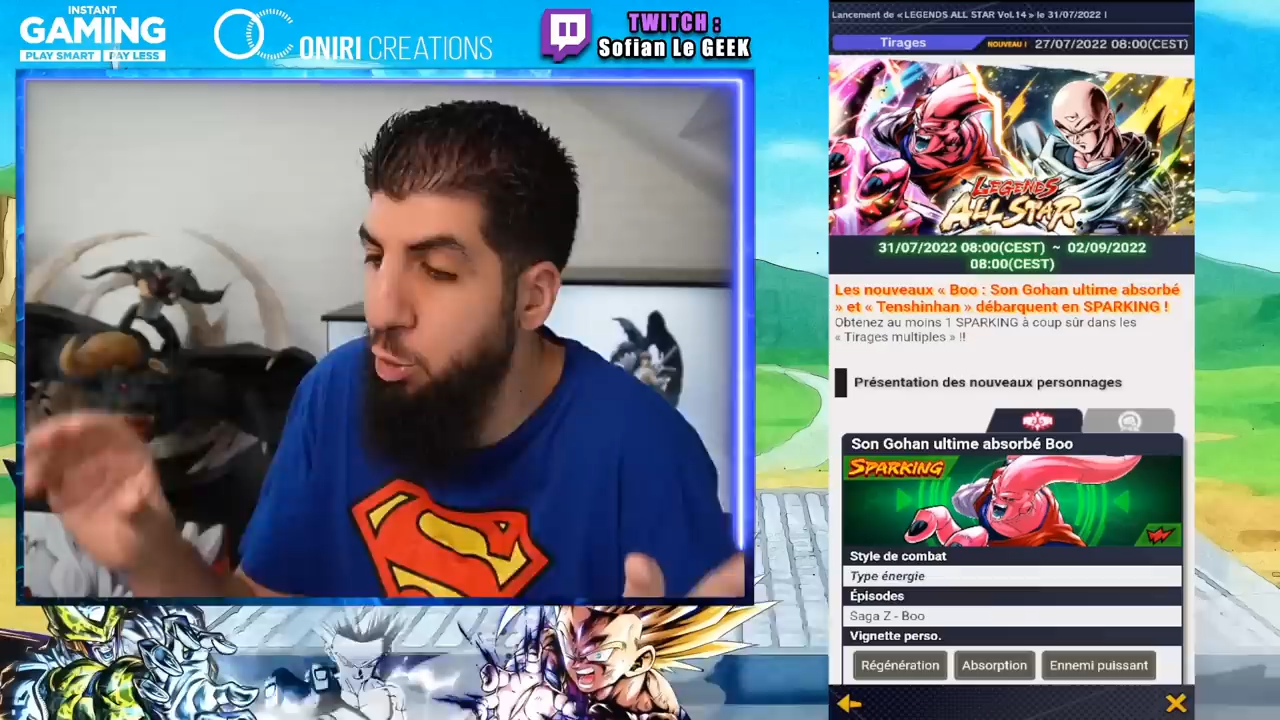 INSTANT
GAMING
PLAY SMART PAY LESS
ONIRI CREATIONS
TWITCH :
Sofian Le GEEK
Lancement de « LEGENDS ALL STAR Vol.14 » le 31/07/2022 !
Tirages
NOUVEAU ! 27/07/2022 08:00(CEST)
LEGENDS
ALL STAR
31/07/2022 08:00(CEST) ~ 02/09/2022
08:00(CEST)
Les nouveaux « Boo : Son Gohan ultime absorbé
» et « Tenshinhan » débarquent en SPARKING !
Obtenez au moins 1 SPARKING à coup sûr dans les
« Tirages multiples » !!
Présentation des nouveaux personnages
Son Gohan ultime absorbé Boo
SPARKING
Style de combat
Type énergie
Épisodes
Saga Z - Boo
Vignette perso.
Régénération
Absorption
Ennemi puissant